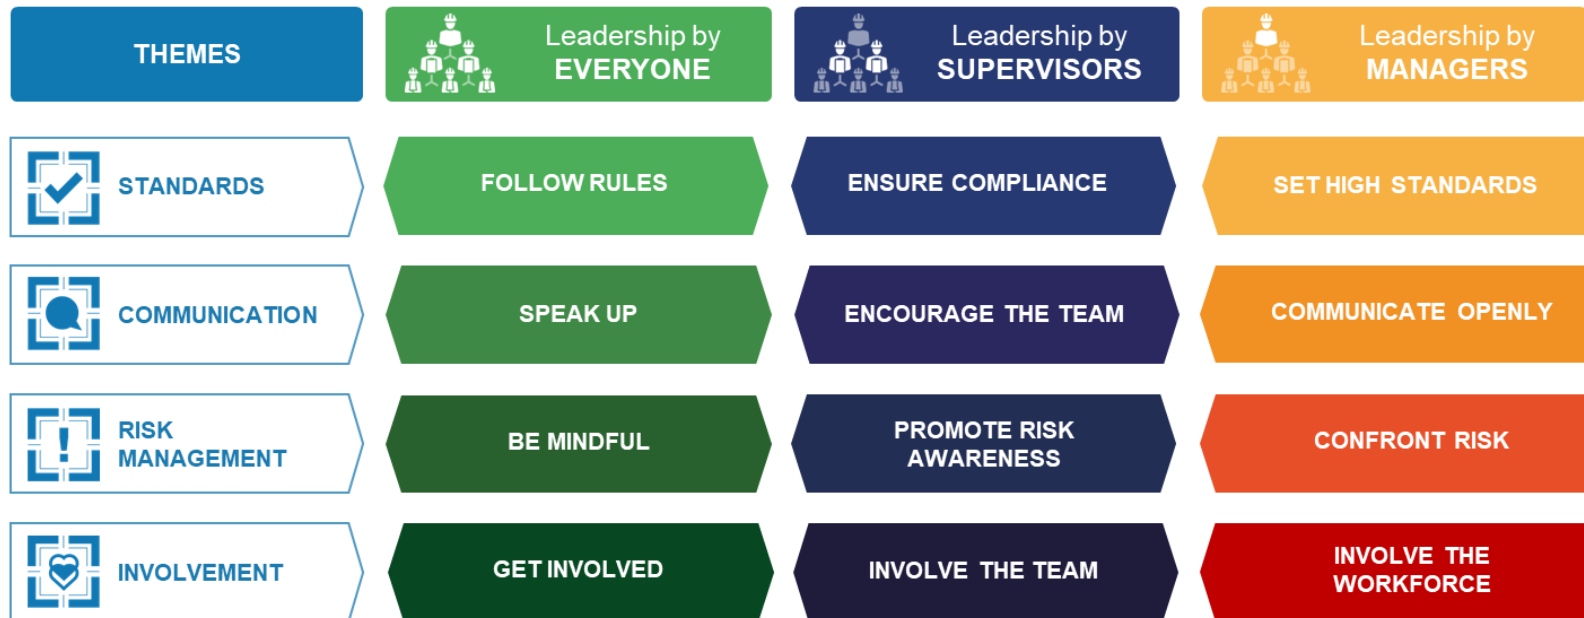 THEMES
Leadership by
EVERYONE
Leadership by
SUPERVISORS
Leadership by
MANAGERS
STANDARDS
FOLLOW RULES
ENSURE COMPLIANCE
SET HIGH STANDARDS
COMMUNICATION
SPEAK UP
ENCOURAGE THE TEAM
COMMUNICATE OPENLY
RISK
MANAGEMENT
BE MINDFUL
PROMOTE RISK
AWARENESS
CONFRONT RISK
INVOLVEMENT
GET INVOLVED
INVOLVE THE TEAM
INVOLVE THE
WORKFORCE